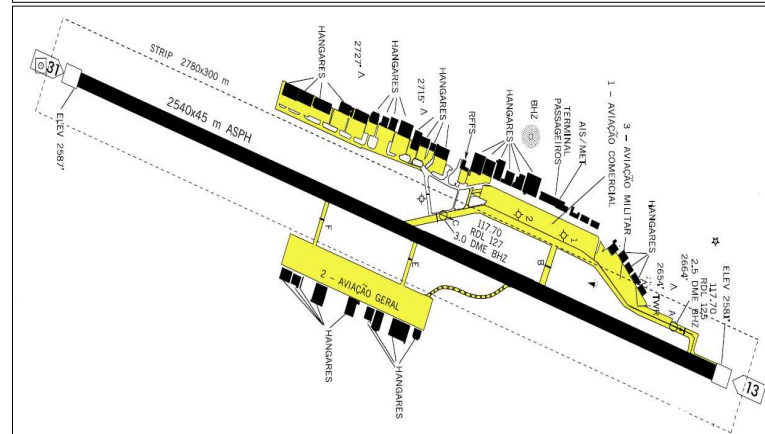 31
STRIP 2780x300 m
ELEV 2587'
2540x45 m ASPH
HANGARES
2727'
HANGARES
2715'
HANGARES
RFFS
HANGARES
BHZ
TERMINAL
PASSAGEIROS
AIS/MET
1 - AVIAÇÃO COMERCIAL
3 - AVIAÇÃO MILITAR
HANGARES
2654'
TWR
2664'
2.5 DME BHZ
RDL 125
117.70
ELEV 2581'
A
13
2
1
B
C
117.70
RDL 127
3.0 DME BHZ
F
E
2 - AVIAÇÃO GERAL
HANGARES
HANGARES